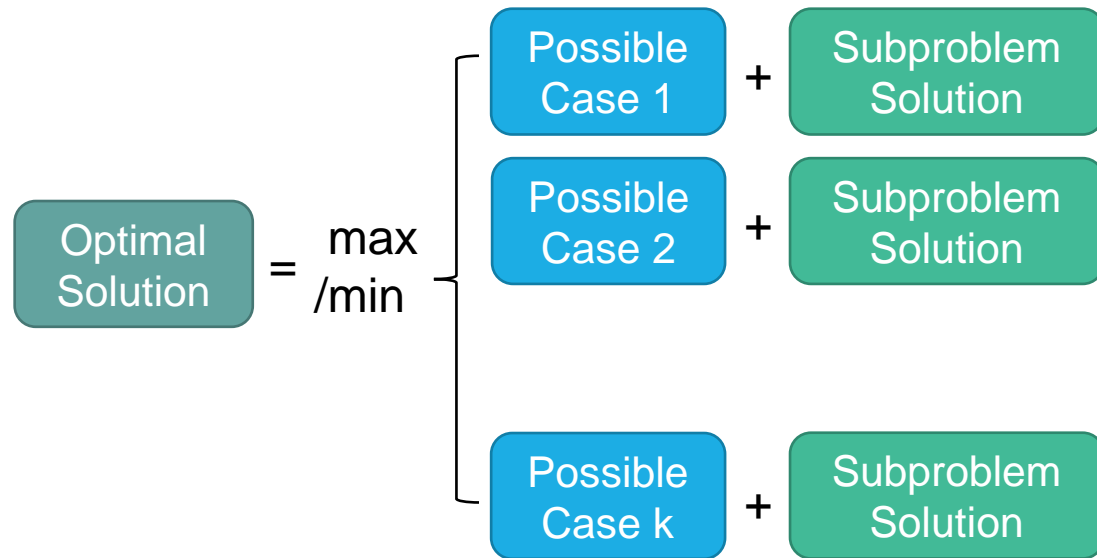 Possible
Case 1
+
Subproblem
Solution
Possible
Case 2
+
Subproblem
Solution
Optimal
Solution
=
max
/min
Possible
Case k
+
Subproblem
Solution